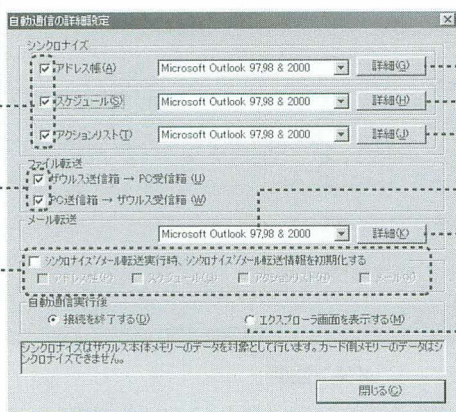 自動通信の詳細設定
シンクロナイズ
アドレス帳(A) Microsoft Outlook 97,98 & 2000 詳細(G)
スケジュール(S) Microsoft Outlook 97,98 & 2000 詳細(H)
アクションリスト(T) Microsoft Outlook 97,98 & 2000 詳細(J)
ファイル転送
ザウルス送信箱 → PC受信箱 (U)
PC送信箱 → ザウルス受信箱 (W)
メール転送
Microsoft Outlook 97,98 & 2000 詳細(K)
シンクロナイズ/メール転送実行時、シンクロナイズ/メール転送情報を初期化する
アドレス帳 スケジュール アクションリスト メール
自動通信実行後
接続を終了する(D) エクスプローラ画面を表示する(M)
シンクロナイズはザウルス本体メモリーのデータを対象として行います。カード側メモリーのデータはシ
ンクロナイズできません。
閉じる(C)